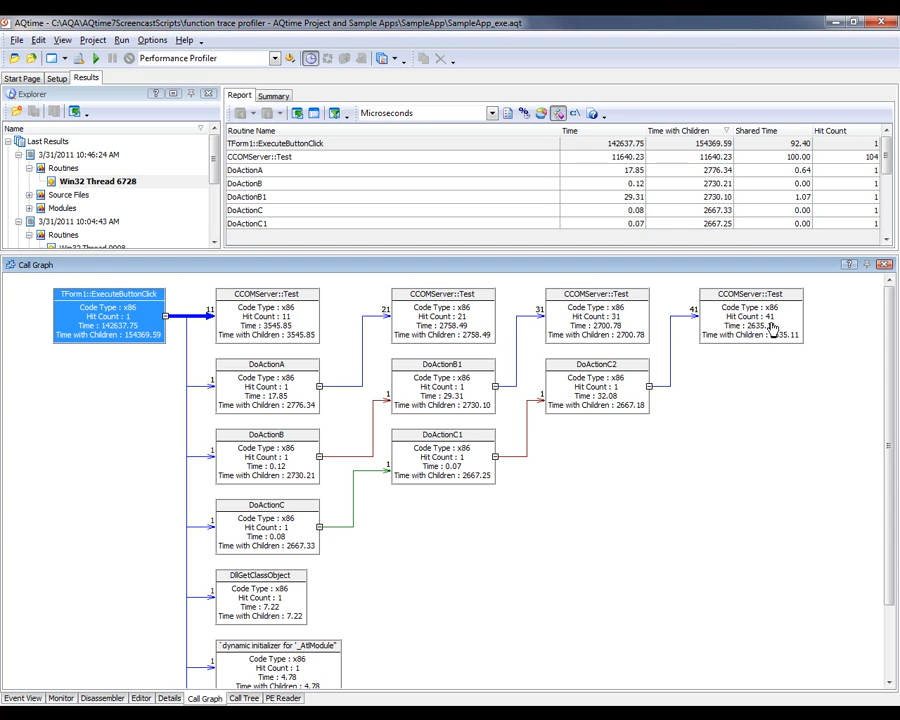 AQtime - C:\AQA\AQTime7ScreencastScripts\function trace profiler\AQtime Project and Sample Apps\SampleApp\SampleApp_exe.aqt
File Edit View Project Run Options Help
Performance Profiler
Start Page Setup Results
Explorer
Name
Last Results
3/31/2011 10:46:24 AM
Routines
Win32 Thread 6728
Source Files
Modules
3/31/2011 10:04:43 AM
Routines
Report Summary
Microseconds
Routine Name Time Time with Children Shared Time Hit Count
TForm1::ExecuteButtonClick 142637.75 154369.59 92.40 1
CCOMServer::Test 11640.23 11640.23 100.00 104
DoActionA 17.85 2776.34 0.64 1
DoActionB 0.12 2730.21 0.00 1
DoActionB1 29.31 2730.10 1.07 1
DoActionC 0.08 2667.33 0.00 1
DoActionC1 0.07 2667.25 0.00 1
Call Graph
TForm1::ExecuteButtonClick
Code Type : x86
Hit Count : 1
Time : 142637.75
Time with Children : 154369.59
11
CCOMServer::Test
Code Type : x86
Hit Count : 11
Time : 3545.85
Time with Children : 3545.85
21
CCOMServer::Test
Code Type : x86
Hit Count : 21
Time : 2758.49
Time with Children : 2758.49
31
CCOMServer::Test
Code Type : x86
Hit Count : 31
Time : 2700.78
Time with Children : 2700.78
41
CCOMServer::Test
Code Type : x86
Hit Count : 41
Time :
Time with Children :
1
DoActionA
Code Type : x86
Hit Count : 1
Time : 17.85
Time with Children : 2776.34
1
DoActionB1
Code Type : x86
Hit Count : 1
Time : 29.31
Time with Children : 2730.10
1
DoActionC2
Code Type : x86
Hit Count : 1
Time : 32.08
Time with Children : 2667.18
1
DoActionB
Code Type : x86
Hit Count : 1
Time : 0.12
Time with Children : 2730.21
1
DoActionC1
Code Type : x86
Hit Count : 1
Time : 0.07
Time with Children : 2667.25
1
DoActionC
Code Type : x86
Hit Count : 1
Time : 0.08
Time with Children : 2667.33
1
DllGetClassObject
Code Type : x86
Hit Count : 1
Time : 7.22
Time with Children : 7.22
1
`dynamic initializer for '_AtlModule''
Code Type : x86
Hit Count : 1
Time : 4.78
Time with Children : 4.78
Event View Monitor Disassembler Editor Details Call Graph Call Tree PE Reader